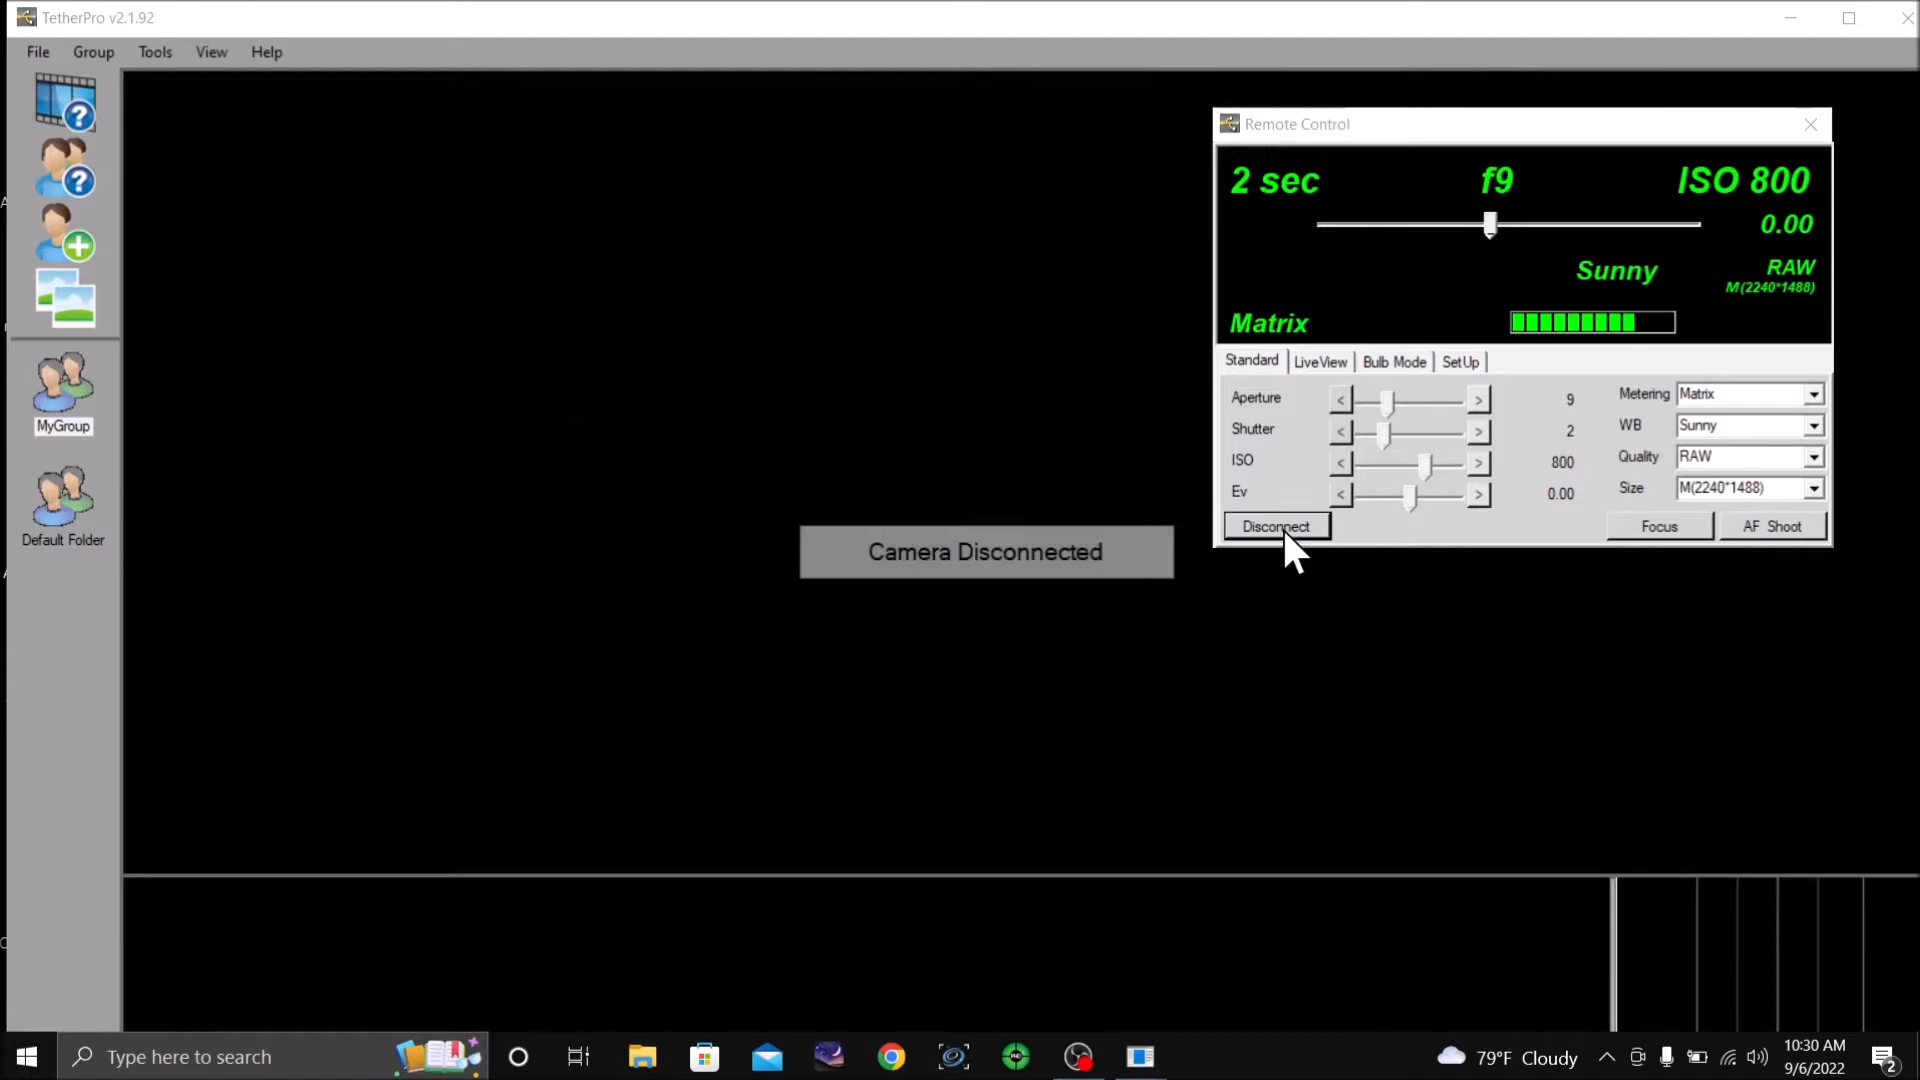 TetherPro v2.1.92
File Group Tools View Help
MyGroup
Default Folder
Camera Disconnected
Remote Control
2 sec f9 ISO 800
0.00
Sunny RAW
M(2240*1488)
Matrix
Standard LiveView Bulb Mode SetUp
Aperture < > 9 Metering Matrix
Shutter < > 2 WB Sunny
ISO < > 800 Quality RAW
Ev < > 0.00 Size M(2240*1488)
Disconnect Focus AF Shoot
Type here to search
79°F Cloudy
10:30 AM
9/6/2022
2